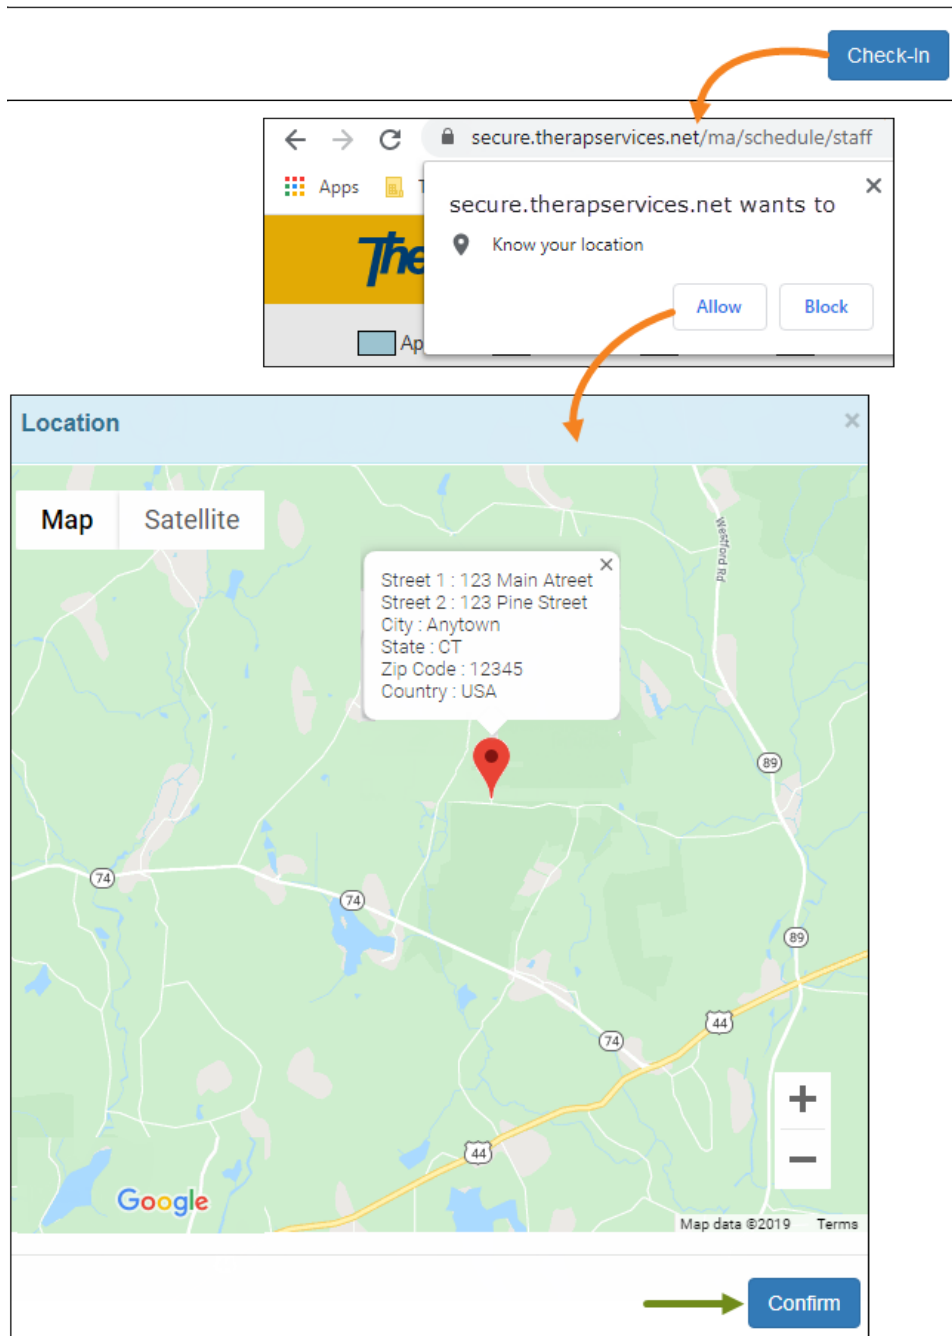 Check-In
secure.therapservices.net/ma/schedule/staff
Apps
secure.therapservices.net wants to
Know your location
Allow Block
The
Ap
Location
Map Satellite
Westford Rd
Street 1 : 123 Main Atreet
Street 2 : 123 Pine Street
City : Anytown
State : CT
Zip Code : 12345
Country : USA
89
74
74
89
44
74
44
Google
Map data ©2019 Terms
Confirm